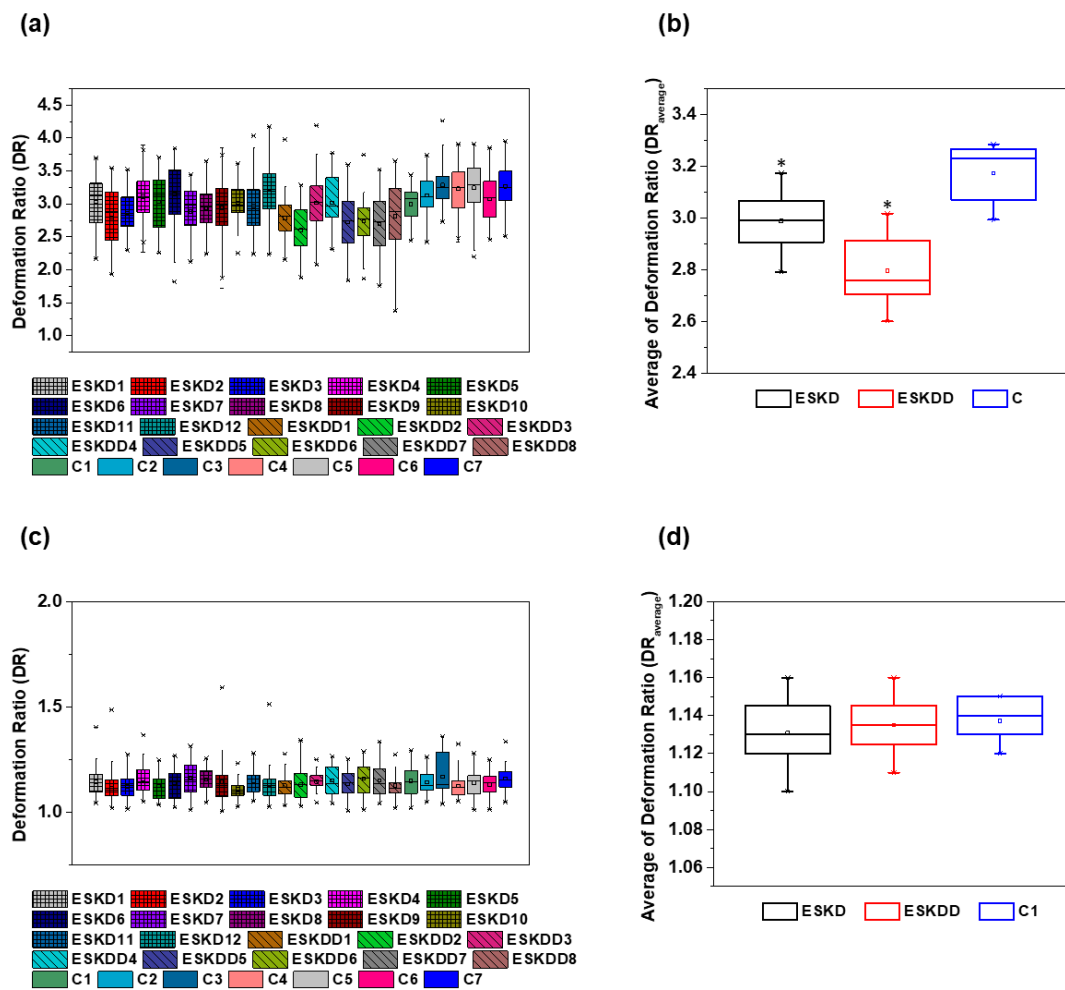 (a)
(b)
4.5
4.0
3.5
3.0
2.5
2.0
1.5
1.0
Deformation Ratio (DR)
ESKD1 ESKD2 ESKD3 ESKD4 ESKD5
ESKD6 ESKD7 ESKD8 ESKD9 ESKD10
ESKD11 ESKD12 ESKDD1 ESKDD2 ESKDD3
ESKDD4 ESKDD5 ESKDD6 ESKDD7 ESKDD8
C1 C2 C3 C4 C5 C6 C7
3.4
3.2
3.0
2.8
2.6
2.4
Average of Deformation Ratio (DRaverage)
*
*
ESKD ESKDD C
(c)
(d)
2.0
1.5
1.0
Deformation Ratio (DR)
ESKD1 ESKD2 ESKD3 ESKD4 ESKD5
ESKD6 ESKD7 ESKD8 ESKD9 ESKD10
ESKD11 ESKD12 ESKDD1 ESKDD2 ESKDD3
ESKDD4 ESKDD5 ESKDD6 ESKDD7 ESKDD8
C1 C2 C3 C4 C5 C6 C7
1.20
1.18
1.16
1.14
1.12
1.10
1.08
1.06
Average of Deformation Ratio (DRaverage)
ESKD ESKDD C1